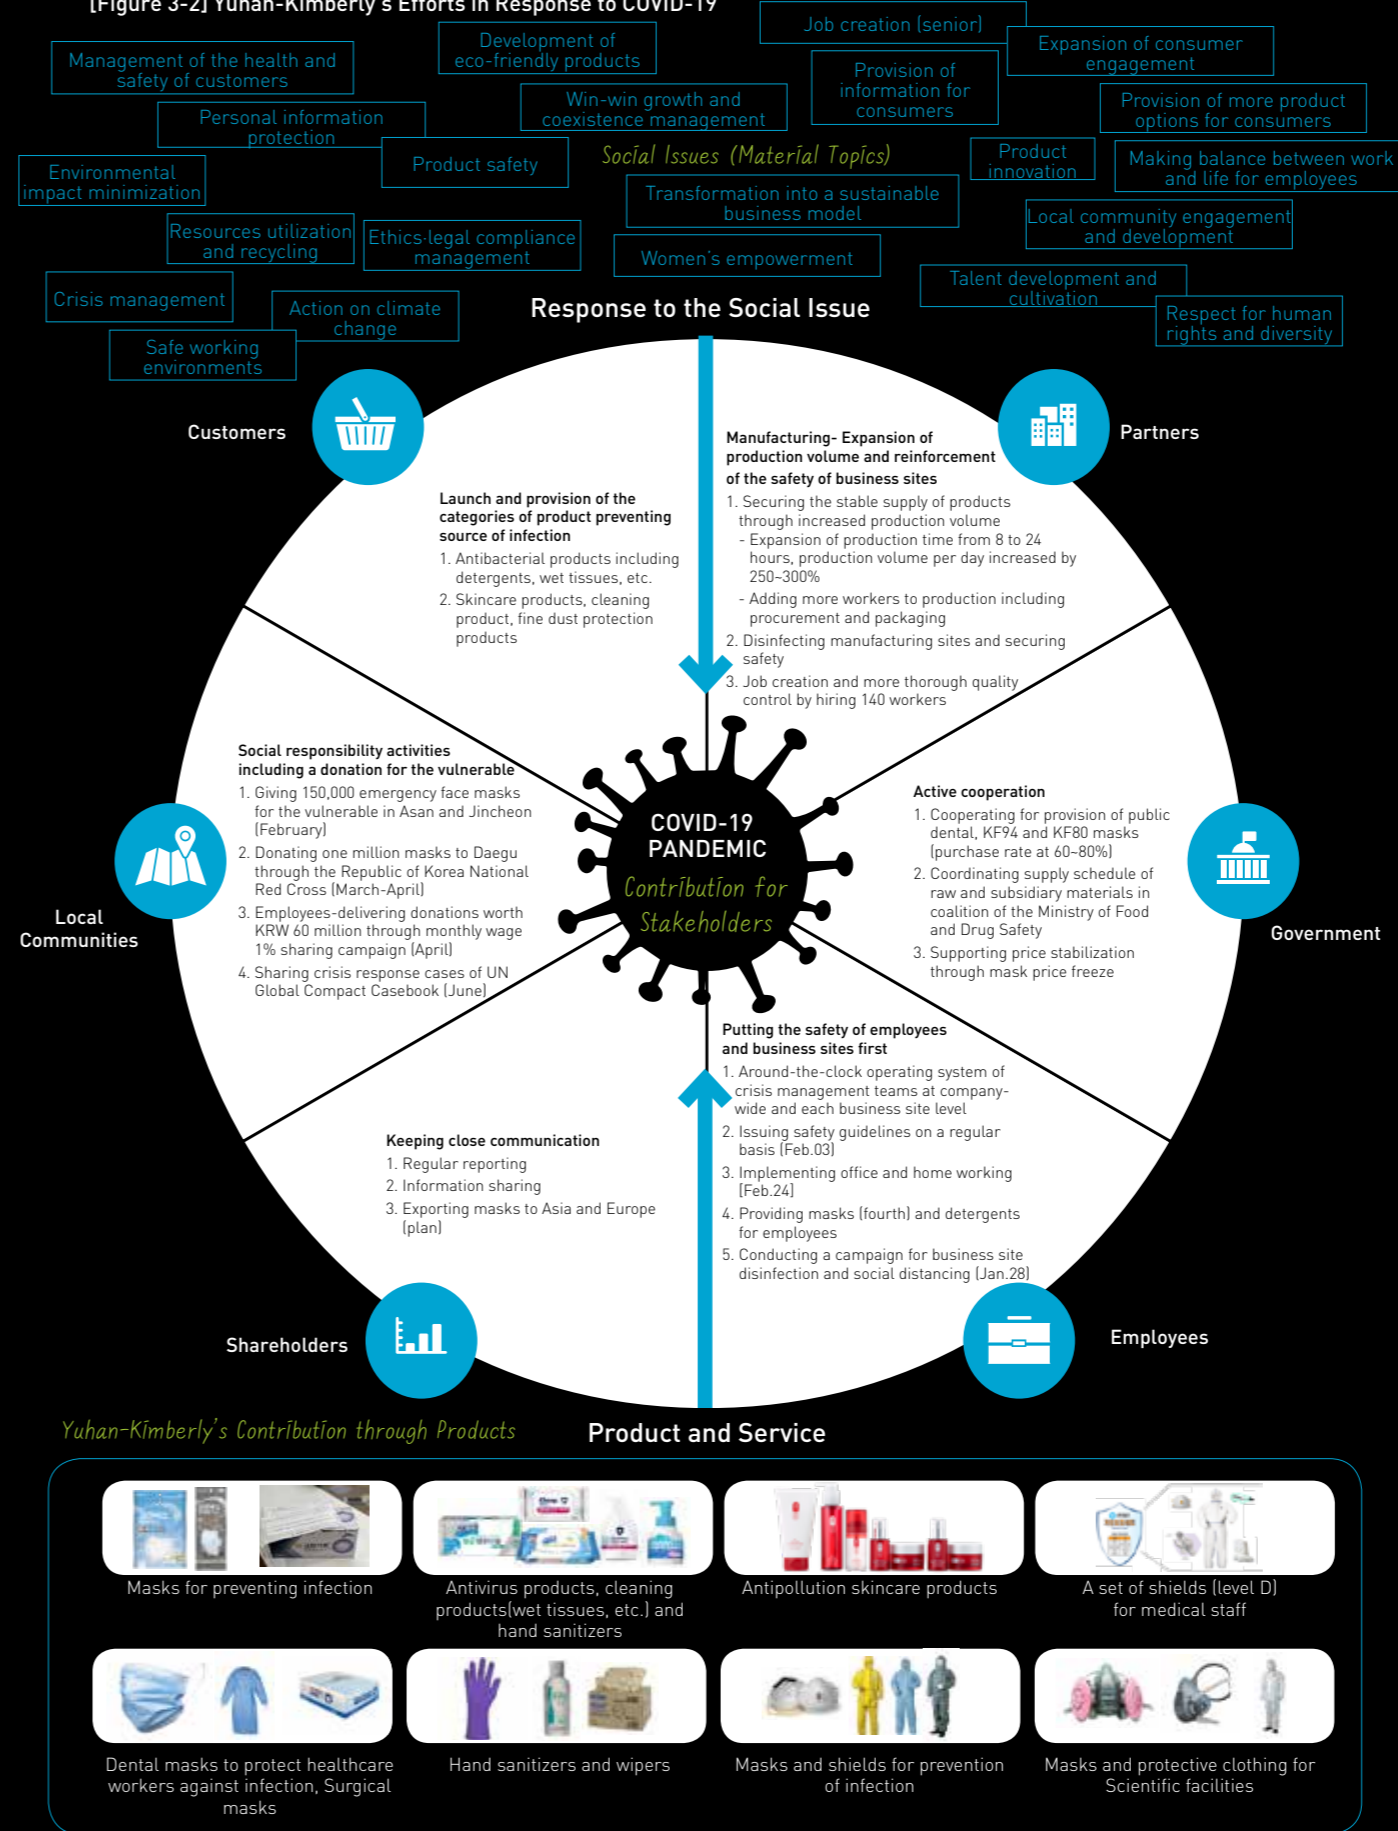 [Figure 3-2] Yuhan-Kimberly's Efforts in Response to COVID-19
Job creation (senior)
Development of
eco-friendly products
Expansion of consumer
engagement
Management of the health and
safety of customers
Provision of
information for
consumers
Win-win growth and
coexistence management
Provision of more product
options for consumers
Personal information
protection
Product safety
Social Issues (Material Topics)
Product
innovation
Making balance between work
and life for employees
Environmental
impact minimization
Transformation into a sustainable
business model
Local community engagement
and development
Resources utilization
and recycling
Ethics·legal compliance
management
Women's empowerment
Talent development and
cultivation
Crisis management
Action on climate
change
Respect for human
rights and diversity
Safe working
environments
Response to the Social Issue
Customers
Launch and provision of the
categories of product preventing
source of infection
1. Antibacterial products including
detergents, wet tissues, etc.
2. Skincare products, cleaning
product, fine dust protection
products
Partners
Manufacturing- Expansion of
production volume and reinforcement
of the safety of business sites
1. Securing the stable supply of products
through increased production volume
- Expansion of production time from 8 to 24
hours, production volume per day increased by
250~300%
- Adding more workers to production including
procurement and packaging
2. Disinfecting manufacturing sites and securing
safety
3. Job creation and more thorough quality
control by hiring 140 workers
Local
Communities
Social responsibility activities
including a donation for the vulnerable
1. Giving 150,000 emergency face masks
for the vulnerable in Asan and Jincheon
(February)
2. Donating one million masks to Daegu
through the Republic of Korea National
Red Cross (March-April)
3. Employees-delivering donations worth
KRW 60 million through monthly wage
1% sharing campaign (April)
4. Sharing crisis response cases of UN
Global Compact Casebook (June)
COVID-19
PANDEMIC
Contribution for
Stakeholders
Government
Active cooperation
1. Cooperating for provision of public
dental, KF94 and KF80 masks
(purchase rate at 60~80%)
2. Coordinating supply schedule of
raw and subsidiary materials in
coalition of the Ministry of Food
and Drug Safety
3. Supporting price stabilization
through mask price freeze
Shareholders
Keeping close communication
1. Regular reporting
2. Information sharing
3. Exporting masks to Asia and Europe
(plan)
Employees
Putting the safety of employees
and business sites first
1. Around-the-clock operating system of
crisis management teams at company-
wide and each business site level
2. Issuing safety guidelines on a regular
basis (Feb.03)
3. Implementing office and home working
[Feb.24]
4. Providing masks (fourth) and detergents
for employees
5. Conducting a campaign for business site
disinfection and social distancing (Jan.28)
Yuhan-Kimberly's Contribution through Products
Product and Service
Masks for preventing infection
Antivirus products, cleaning
products(wet tissues, etc.) and
hand sanitizers
Antipollution skincare products
A set of shields (level D)
for medical staff
Dental masks to protect healthcare
workers against infection, Surgical
masks
Hand sanitizers and wipers
Masks and shields for prevention
of infection
Masks and protective clothing for
Scientific facilities